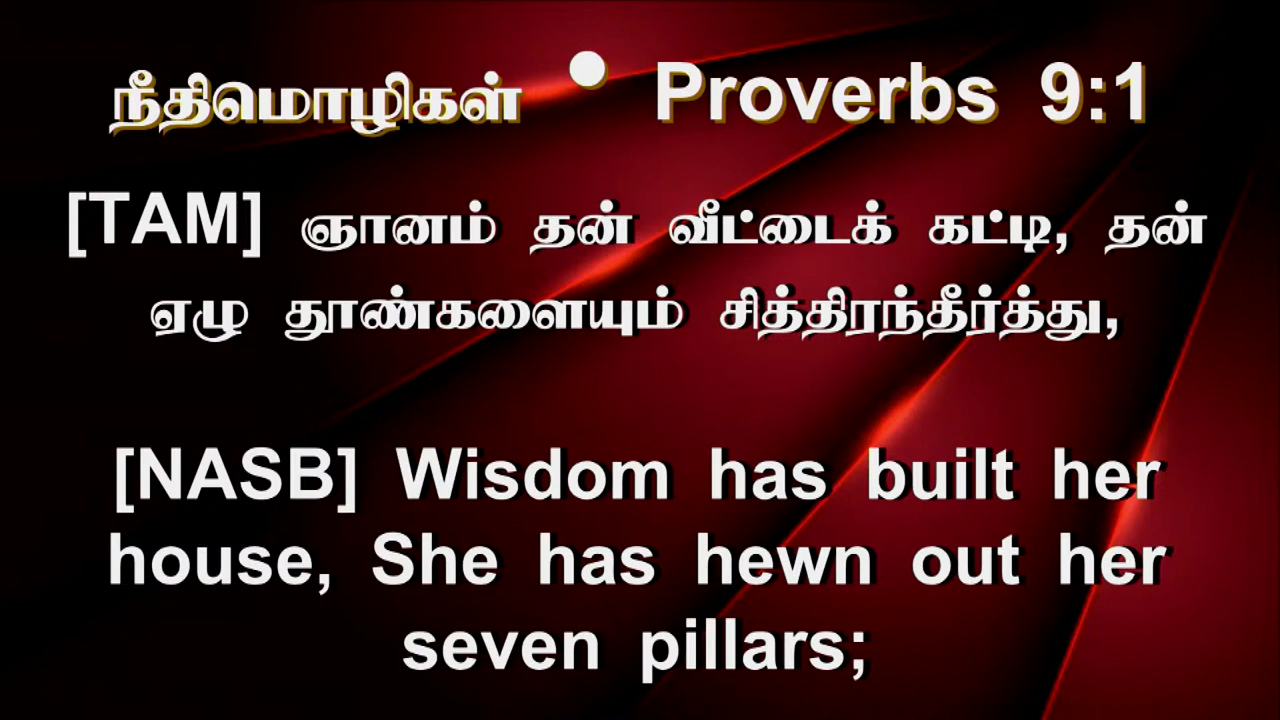 நீதிமொழிகள் • Proverbs 9:1
[TAM] ஞானம் தன் வீட்டைக் கட்டி, தன்
ஏழு தூண்களையும் சித்திரந்தீர்த்து,
[NASB] Wisdom has built her
house, She has hewn out her
seven pillars;